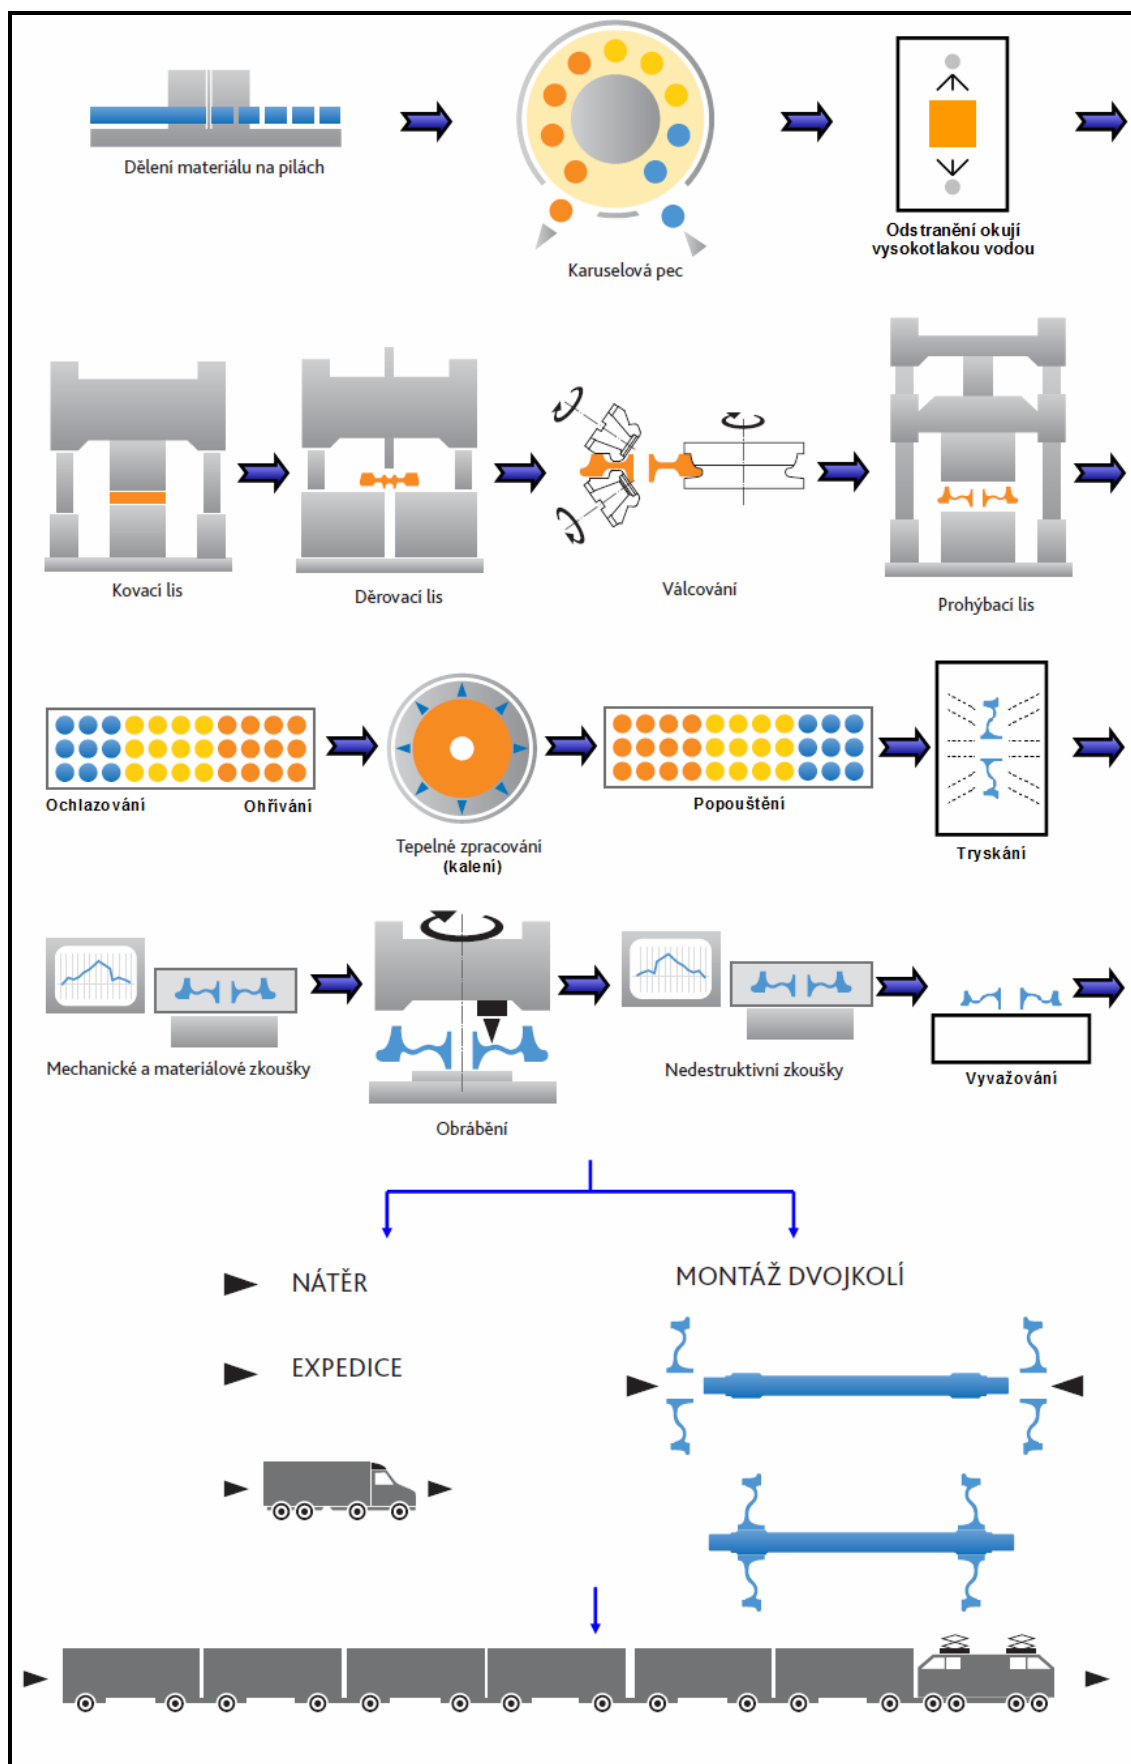 Dělení materiálu na pilách
Karuselová pec
Odstranění okují
vysokotlakou vodou
Kovací lis
Děrovací lis
Válcování
Prohýbací lis
Ochlazování
Ohřívání
Tepelné zpracování
(kalení)
Popouštění
Tryskání
Mechanické a materiálové zkoušky
Obrábění
Nedestruktivní zkoušky
Vyvažování
NÁTĚR
MONTÁŽ DVOJKOLÍ
EXPEDICE